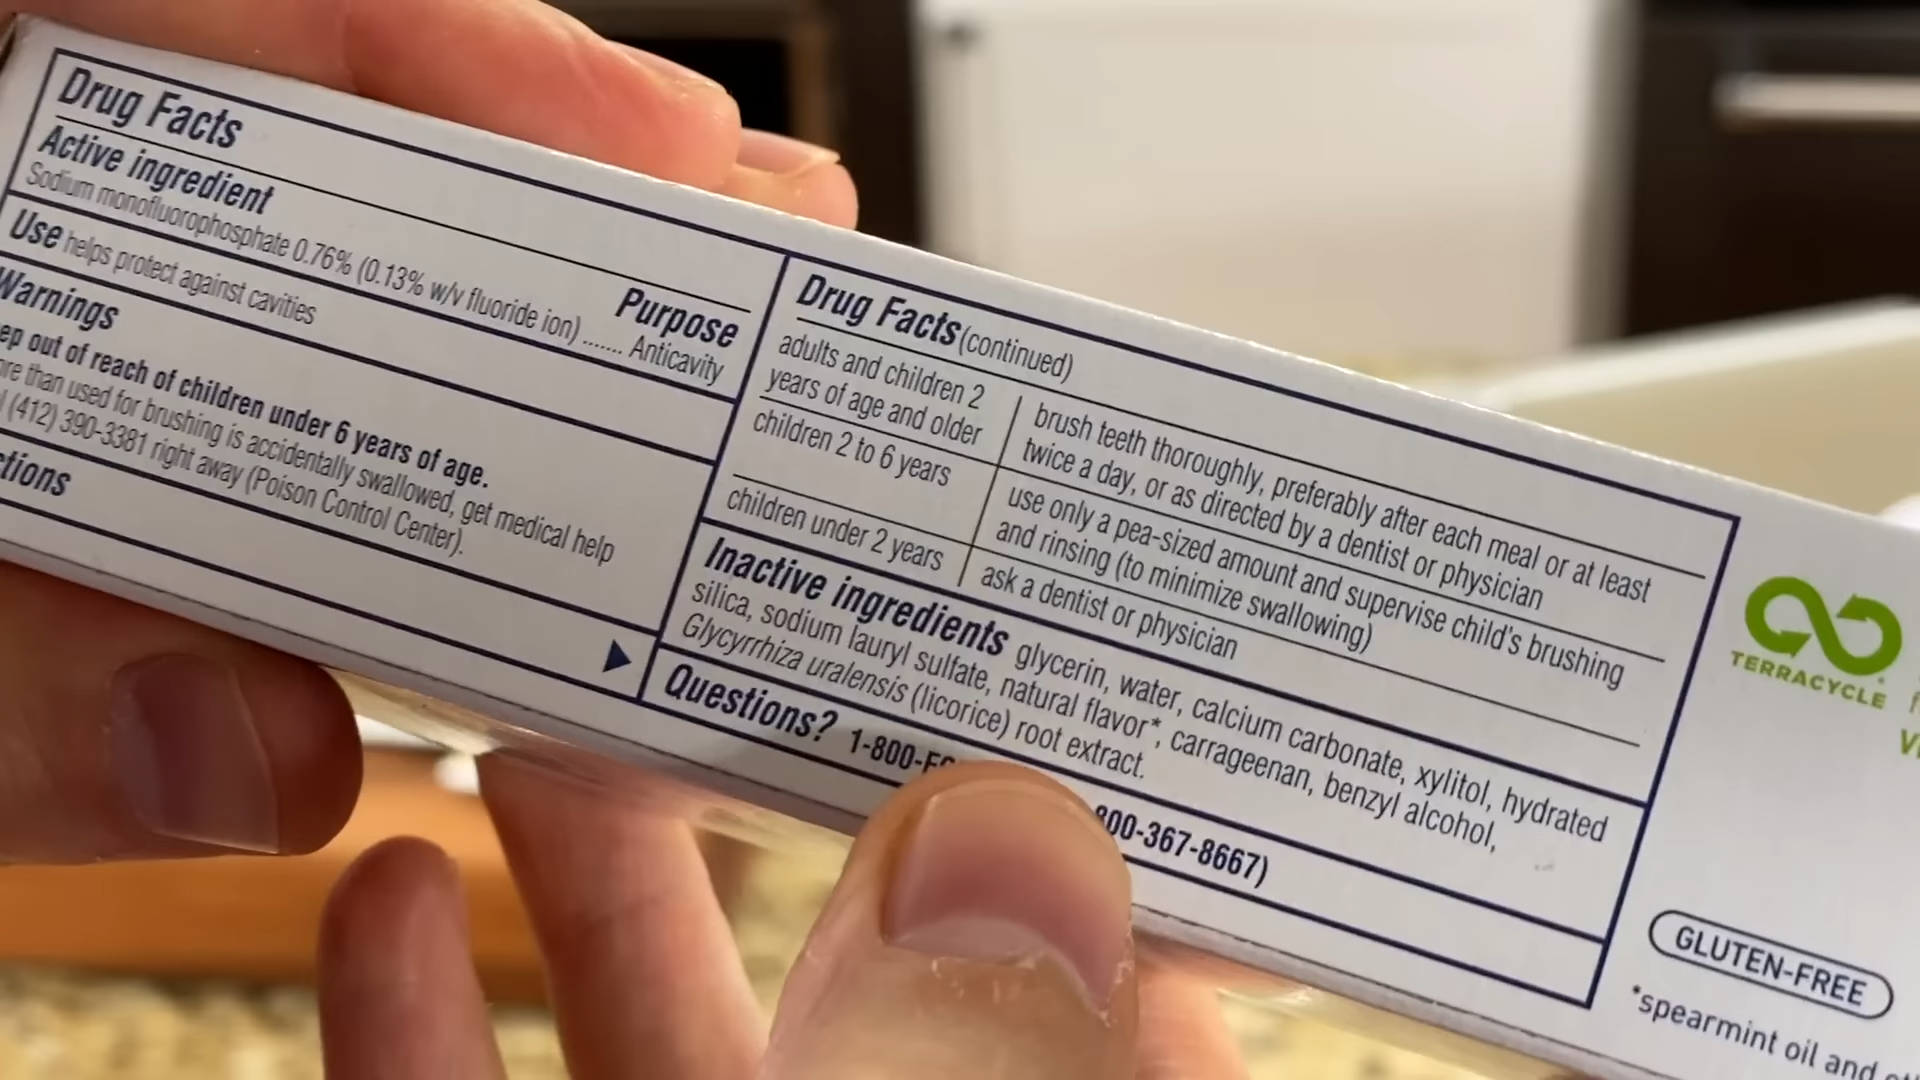 Drug Facts
Active ingredient
Purpose
Sodium monofluorophosphate 0.76% (0.13% w/v fluoride ion) ....... Anticavity
Use helps protect against cavities
Warnings
out of reach of children under 6 years of age.
than used for brushing is accidentally swallowed, get medical help
(412) 390-3381 right away (Poison Control Center).
Drug Facts (continued)
adults and children 2
years of age and older
brush teeth thoroughly, preferably after each meal or at least
twice a day, or as directed by a dentist or physician
children 2 to 6 years
use only a pea-sized amount and supervise child's brushing
and rinsing (to minimize swallowing)
children under 2 years
ask a dentist or physician
Inactive ingredients glycerin, water, calcium carbonate, xylitol, hydrated
silica, sodium lauryl sulfate, natural flavor*, carrageenan, benzyl alcohol,
Glycyrrhiza uralensis (licorice) root extract.
Questions? 1-800- 800-367-8667)
TERRACYCLE
GLUTEN-FREE
*spearmint oil and